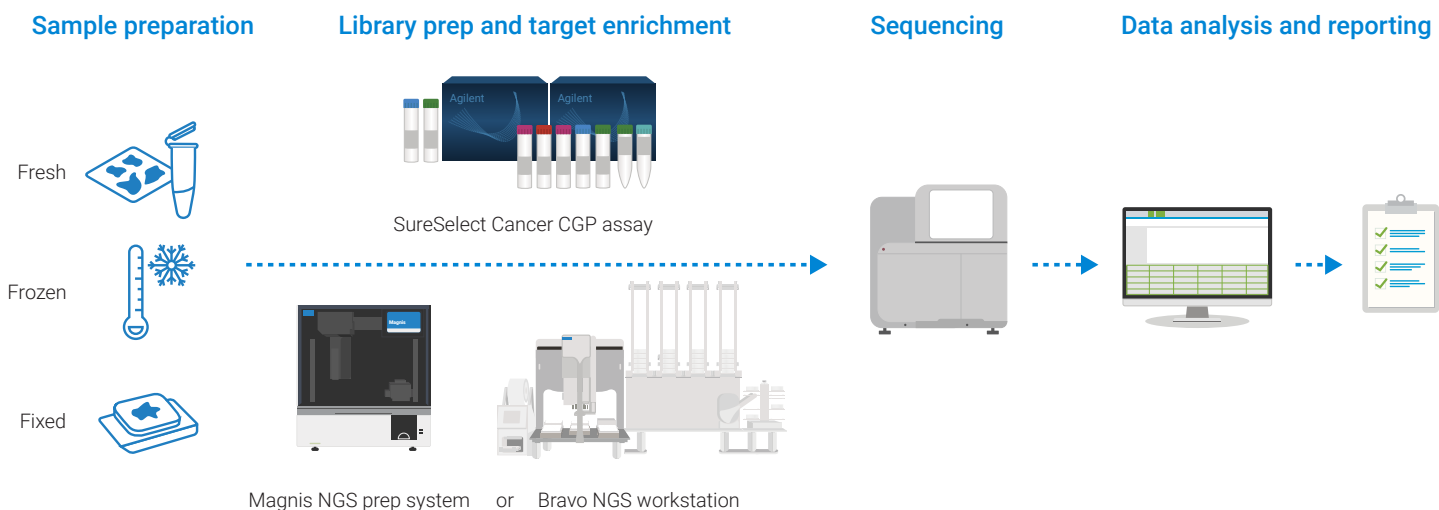 Sample preparation
Library prep and target enrichment
Sequencing
Data analysis and reporting
Agilent
Agilent
Fresh
SureSelect Cancer CGP assay
Frozen
Magnis
Fixed
Magnis NGS prep system or Bravo NGS workstation